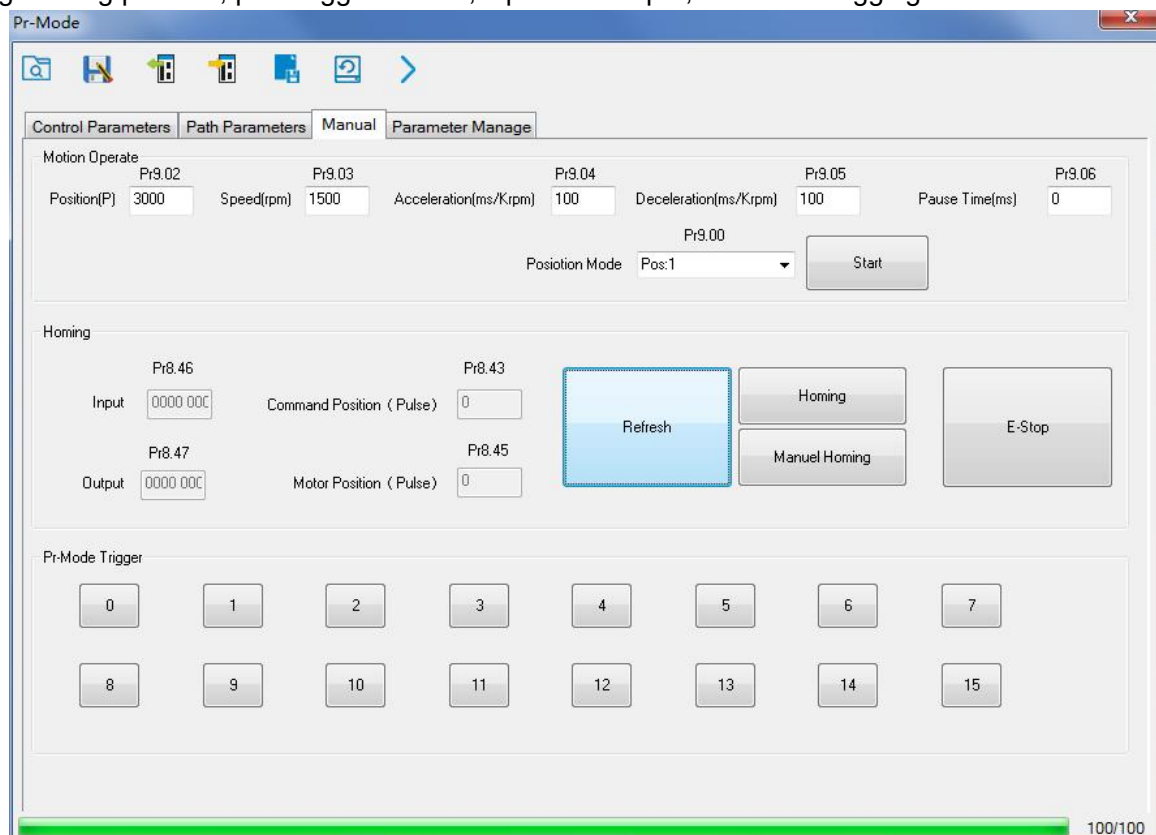 Pr-Mode
Control Parameters Path Parameters Manual Parameter Manage
Motion Operate
Pr9.02 Pr9.03 Pr9.04 Pr9.05 Pr9.06
Position(P) 3000 Speed(rpm) 1500 Acceleration(ms/Krpm) 100 Deceleration(ms/Krpm) 100 Pause Time(ms) 0
Pr9.00
Posiotion Mode Pos:1 Start
Homing
Pr8.46 Pr8.43
Input 0000 000 Command Position ( Pulse) 0
Refresh Homing E-Stop
Pr8.47 Pr8.45
Manuel Homing
Output 0000 000 Motor Position ( Pulse) 0
Pr-Mode Trigger
0 1 2 3 4 5 6 7
8 9 10 11 12 13 14 15
100/100